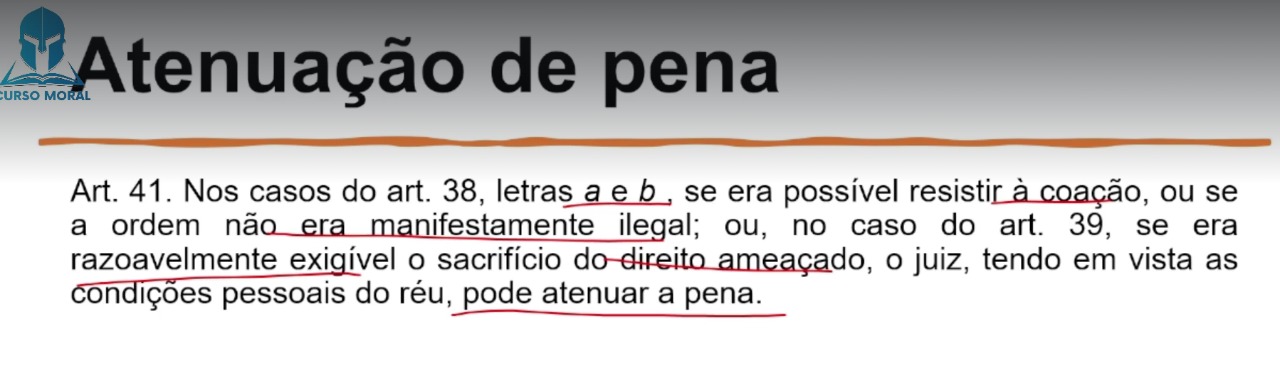 Atenuação de pena
CURSO MORAL
Art. 41. Nos casos do art. 38, letras a e b , se era possível resistir à coação, ou se
a ordem não era manifestamente ilegal; ou, no caso do art. 39, se era
razoavelmente exigível o sacrifício do direito ameaçado, o juiz, tendo em vista as
condições pessoais do réu, pode atenuar a pena.